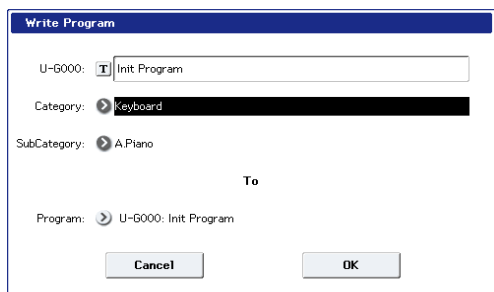 Write Program
U-G000: T Init Program
Category: Keyboard
SubCategory: A.Piano
To
Program: U-G000: Init Program
Cancel OK